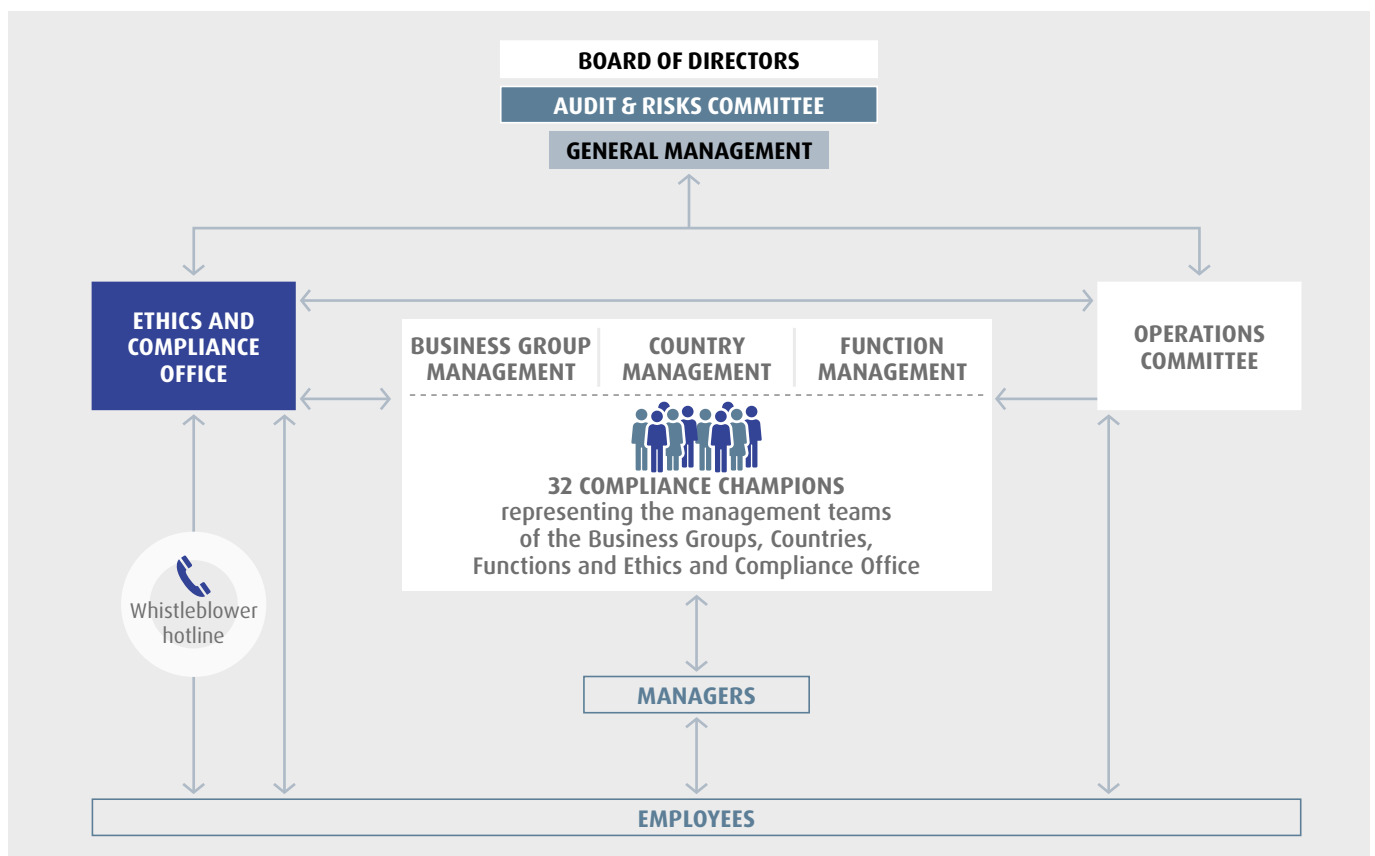 BOARD OF DIRECTORS
AUDIT & RISKS COMMITTEE
GENERAL MANAGEMENT
ETHICS AND
COMPLIANCE
OFFICE
OPERATIONS
COMMITTEE
BUSINESS GROUP
MANAGEMENT
COUNTRY
MANAGEMENT
FUNCTION
MANAGEMENT
32 COMPLIANCE CHAMPIONS
representing the management teams
of the Business Groups, Countries,
Functions and Ethics and Compliance Office
Whistleblower
hotline
MANAGERS
EMPLOYEES